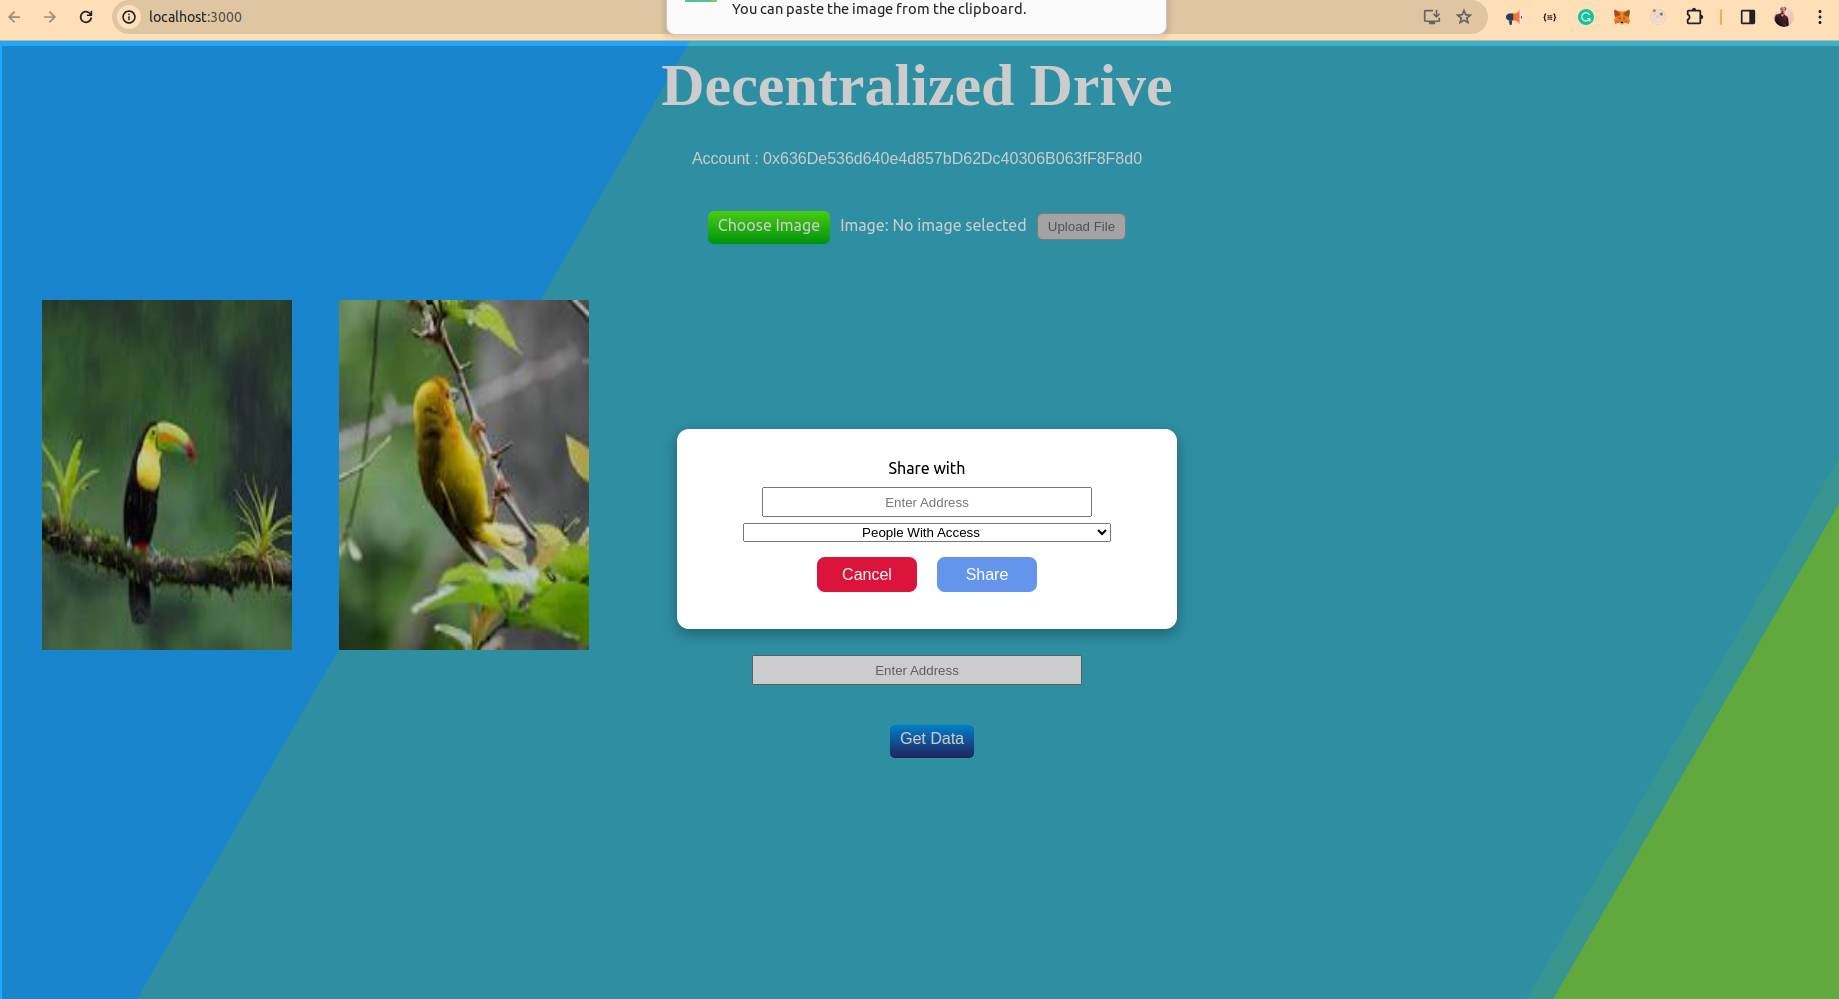 localhost:3000
You can paste the image from the clipboard.
Decentralized Drive
Account : 0x636De536d640e4d857bD62Dc40306B063fF8F8d0
Choose Image Image: No image selected Upload File
Share with
Enter Address
People With Access
Cancel Share
Enter Address
Get Data